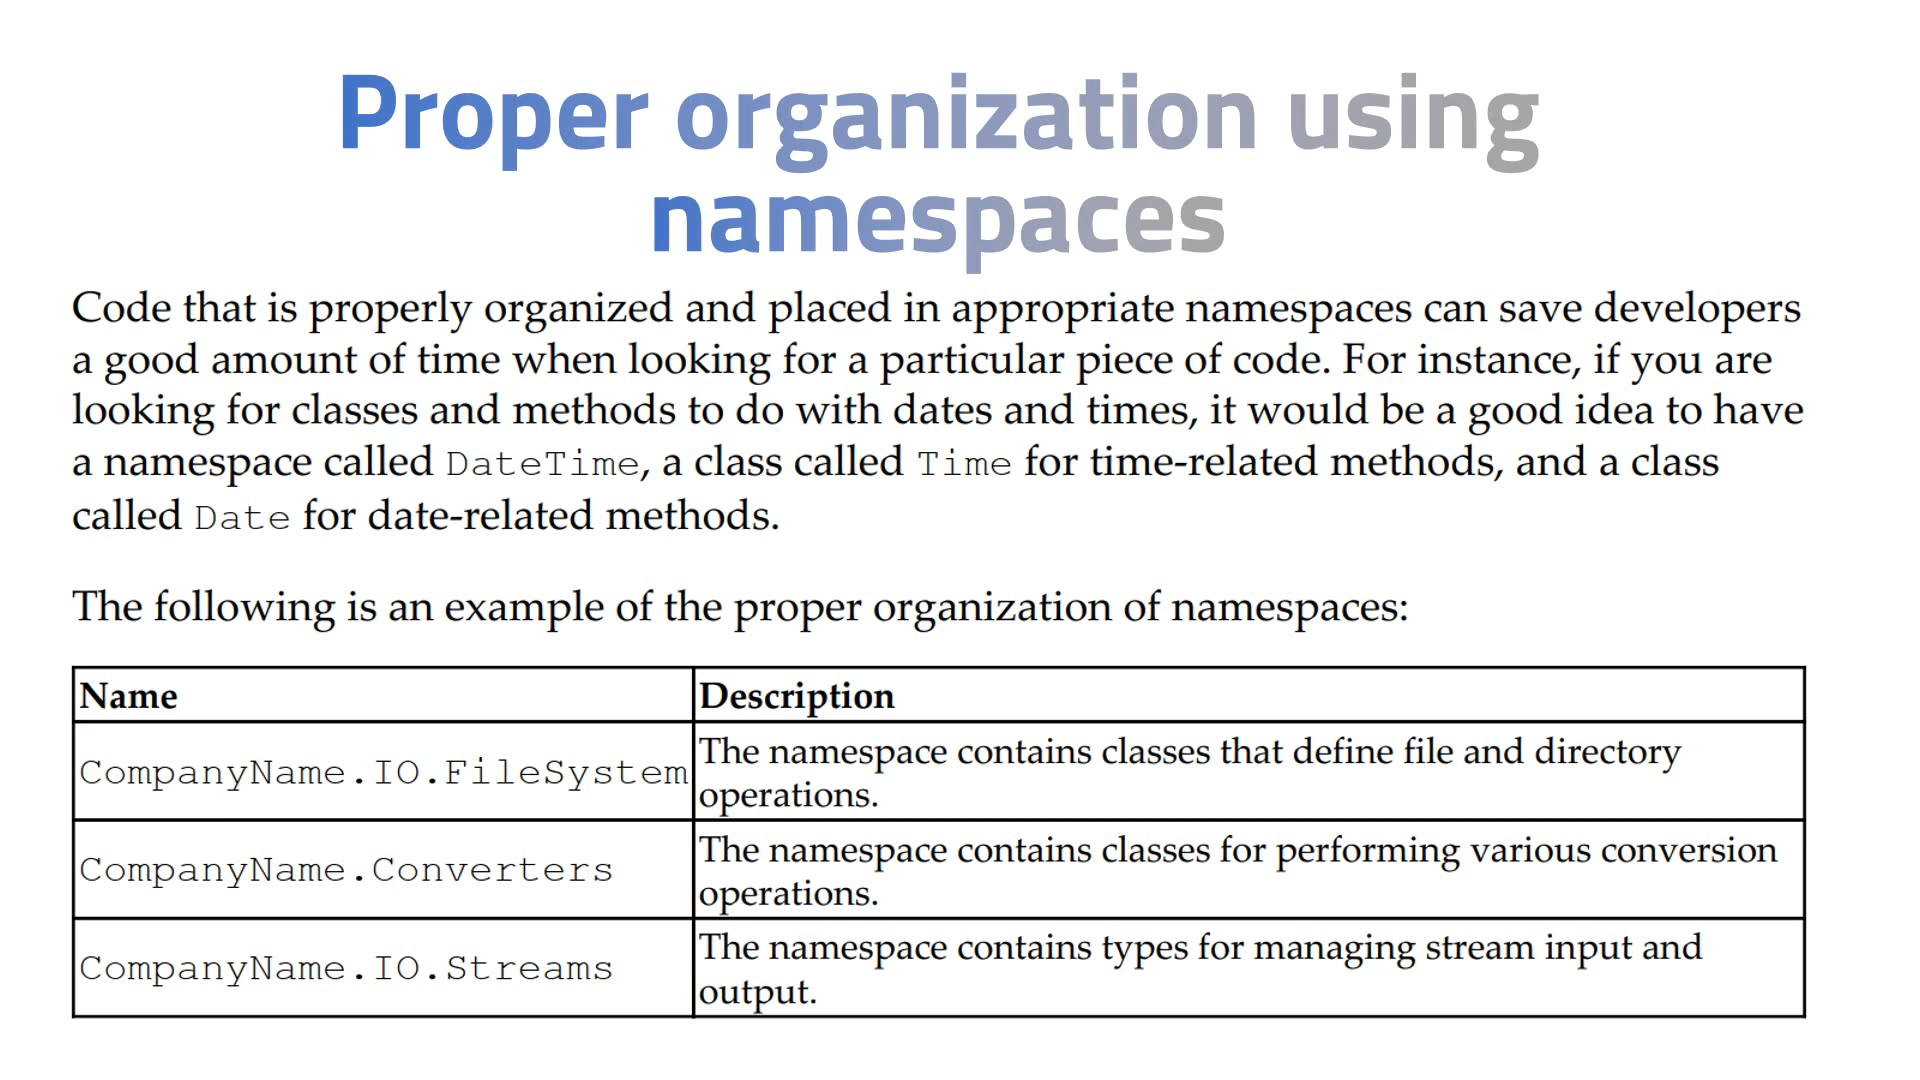 Proper organization using
namespaces
Code that is properly organized and placed in appropriate namespaces can save developers
a good amount of time when looking for a particular piece of code. For instance, if you are
looking for classes and methods to do with dates and times, it would be a good idea to have
a namespace called DateTime, a class called Time for time-related methods, and a class
called Date for date-related methods.
The following is an example of the proper organization of namespaces:
Name Description
CompanyName.IO.FileSystem The namespace contains classes that define file and directory
operations.
CompanyName.Converters The namespace contains classes for performing various conversion
operations.
CompanyName.IO.Streams The namespace contains types for managing stream input and
output.